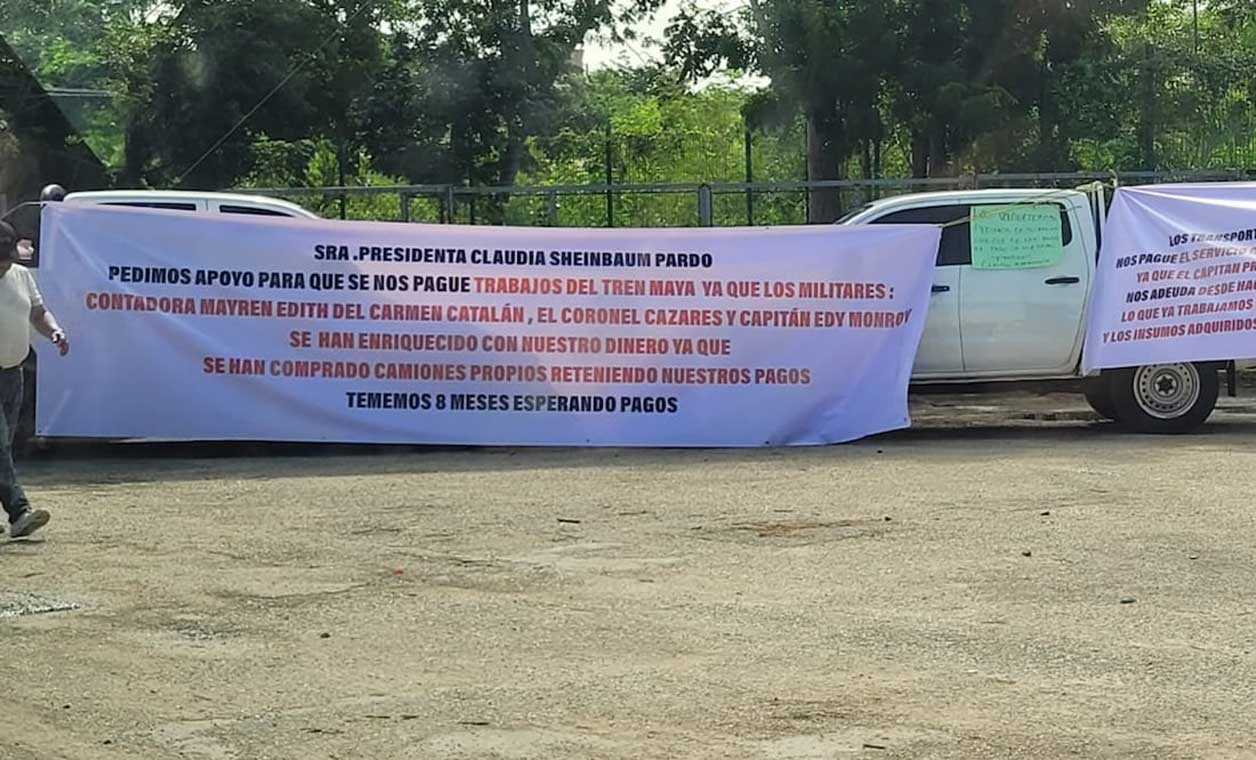 SRA .PRESIDENTA CLAUDIA SHEINBAUM PARDO
PEDIMOS APOYO PARA QUE SE NOS PAGUE TRABAJOS DEL TREN MAYA YA QUE LOS MILITARES :
CONTADORA MAYREN EDITH DEL CARMEN CATALÁN , EL CORONEL CAZARES Y CAPITÁN EDY MONROY
SE HAN ENRIQUECIDO CON NUESTRO DINERO YA QUE
SE HAN COMPRADO CAMIONES PROPIOS RETENIENDO NUESTROS PAGOS
TEMEMOS 8 MESES ESPERANDO PAGOS
LOS TRANSPORT
NOS PAGUE EL SERVICIO
YA QUE EL CAPITAN PR
NOS ADEUDA DESDE HAC
LO QUE YA TRABAJAMOS
Y LOS INSUMOS ADQUIRIDOS